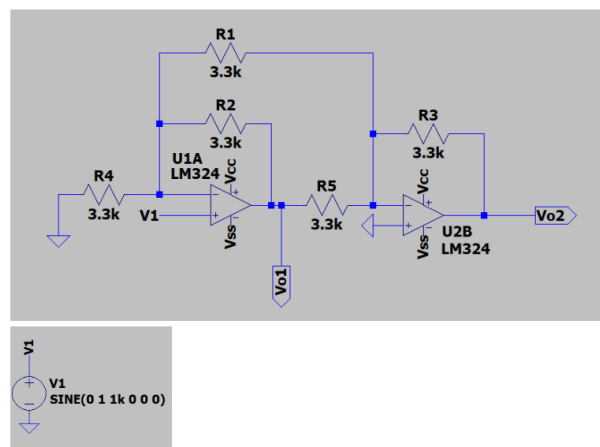 R1
3.3k
R2
3.3k
R3
3.3k
U1A
LM324
Vcc
R4
3.3k
V1
Vss
R5
3.3k
Vcc
U2B
LM324
Vss
Vo1
Vo2
V1
V1
SINE(0 1 1k 0 0 0)